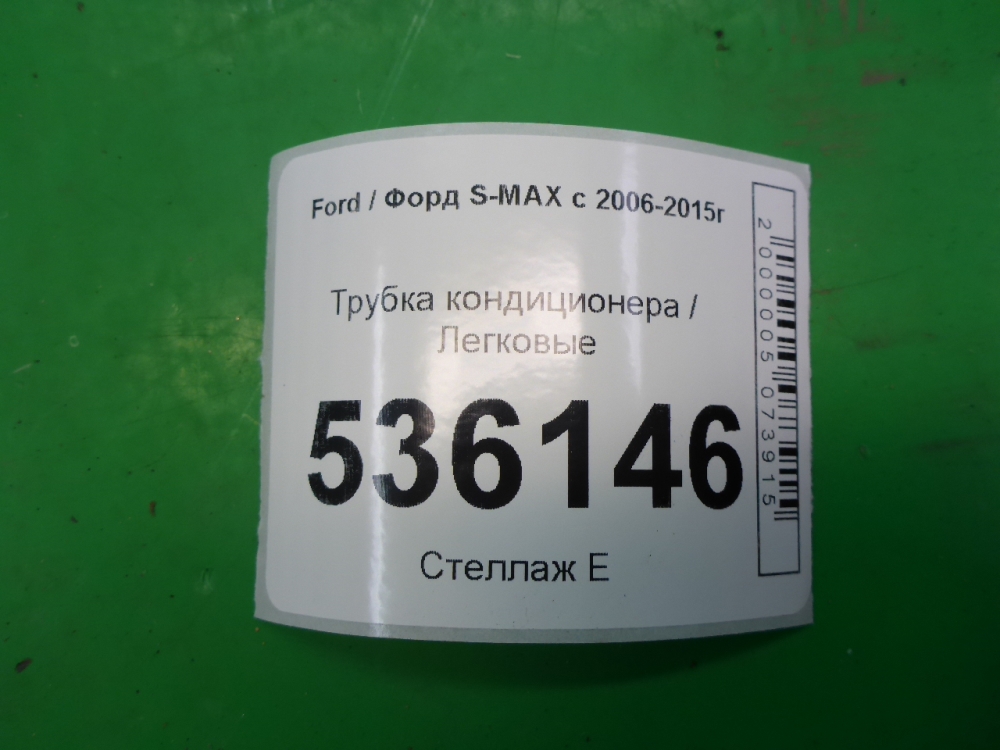 Ford / Форд S-MAX с 2006-2015г
Трубка кондиционера /
Легковые
536146
Стеллаж Е
2000005073915